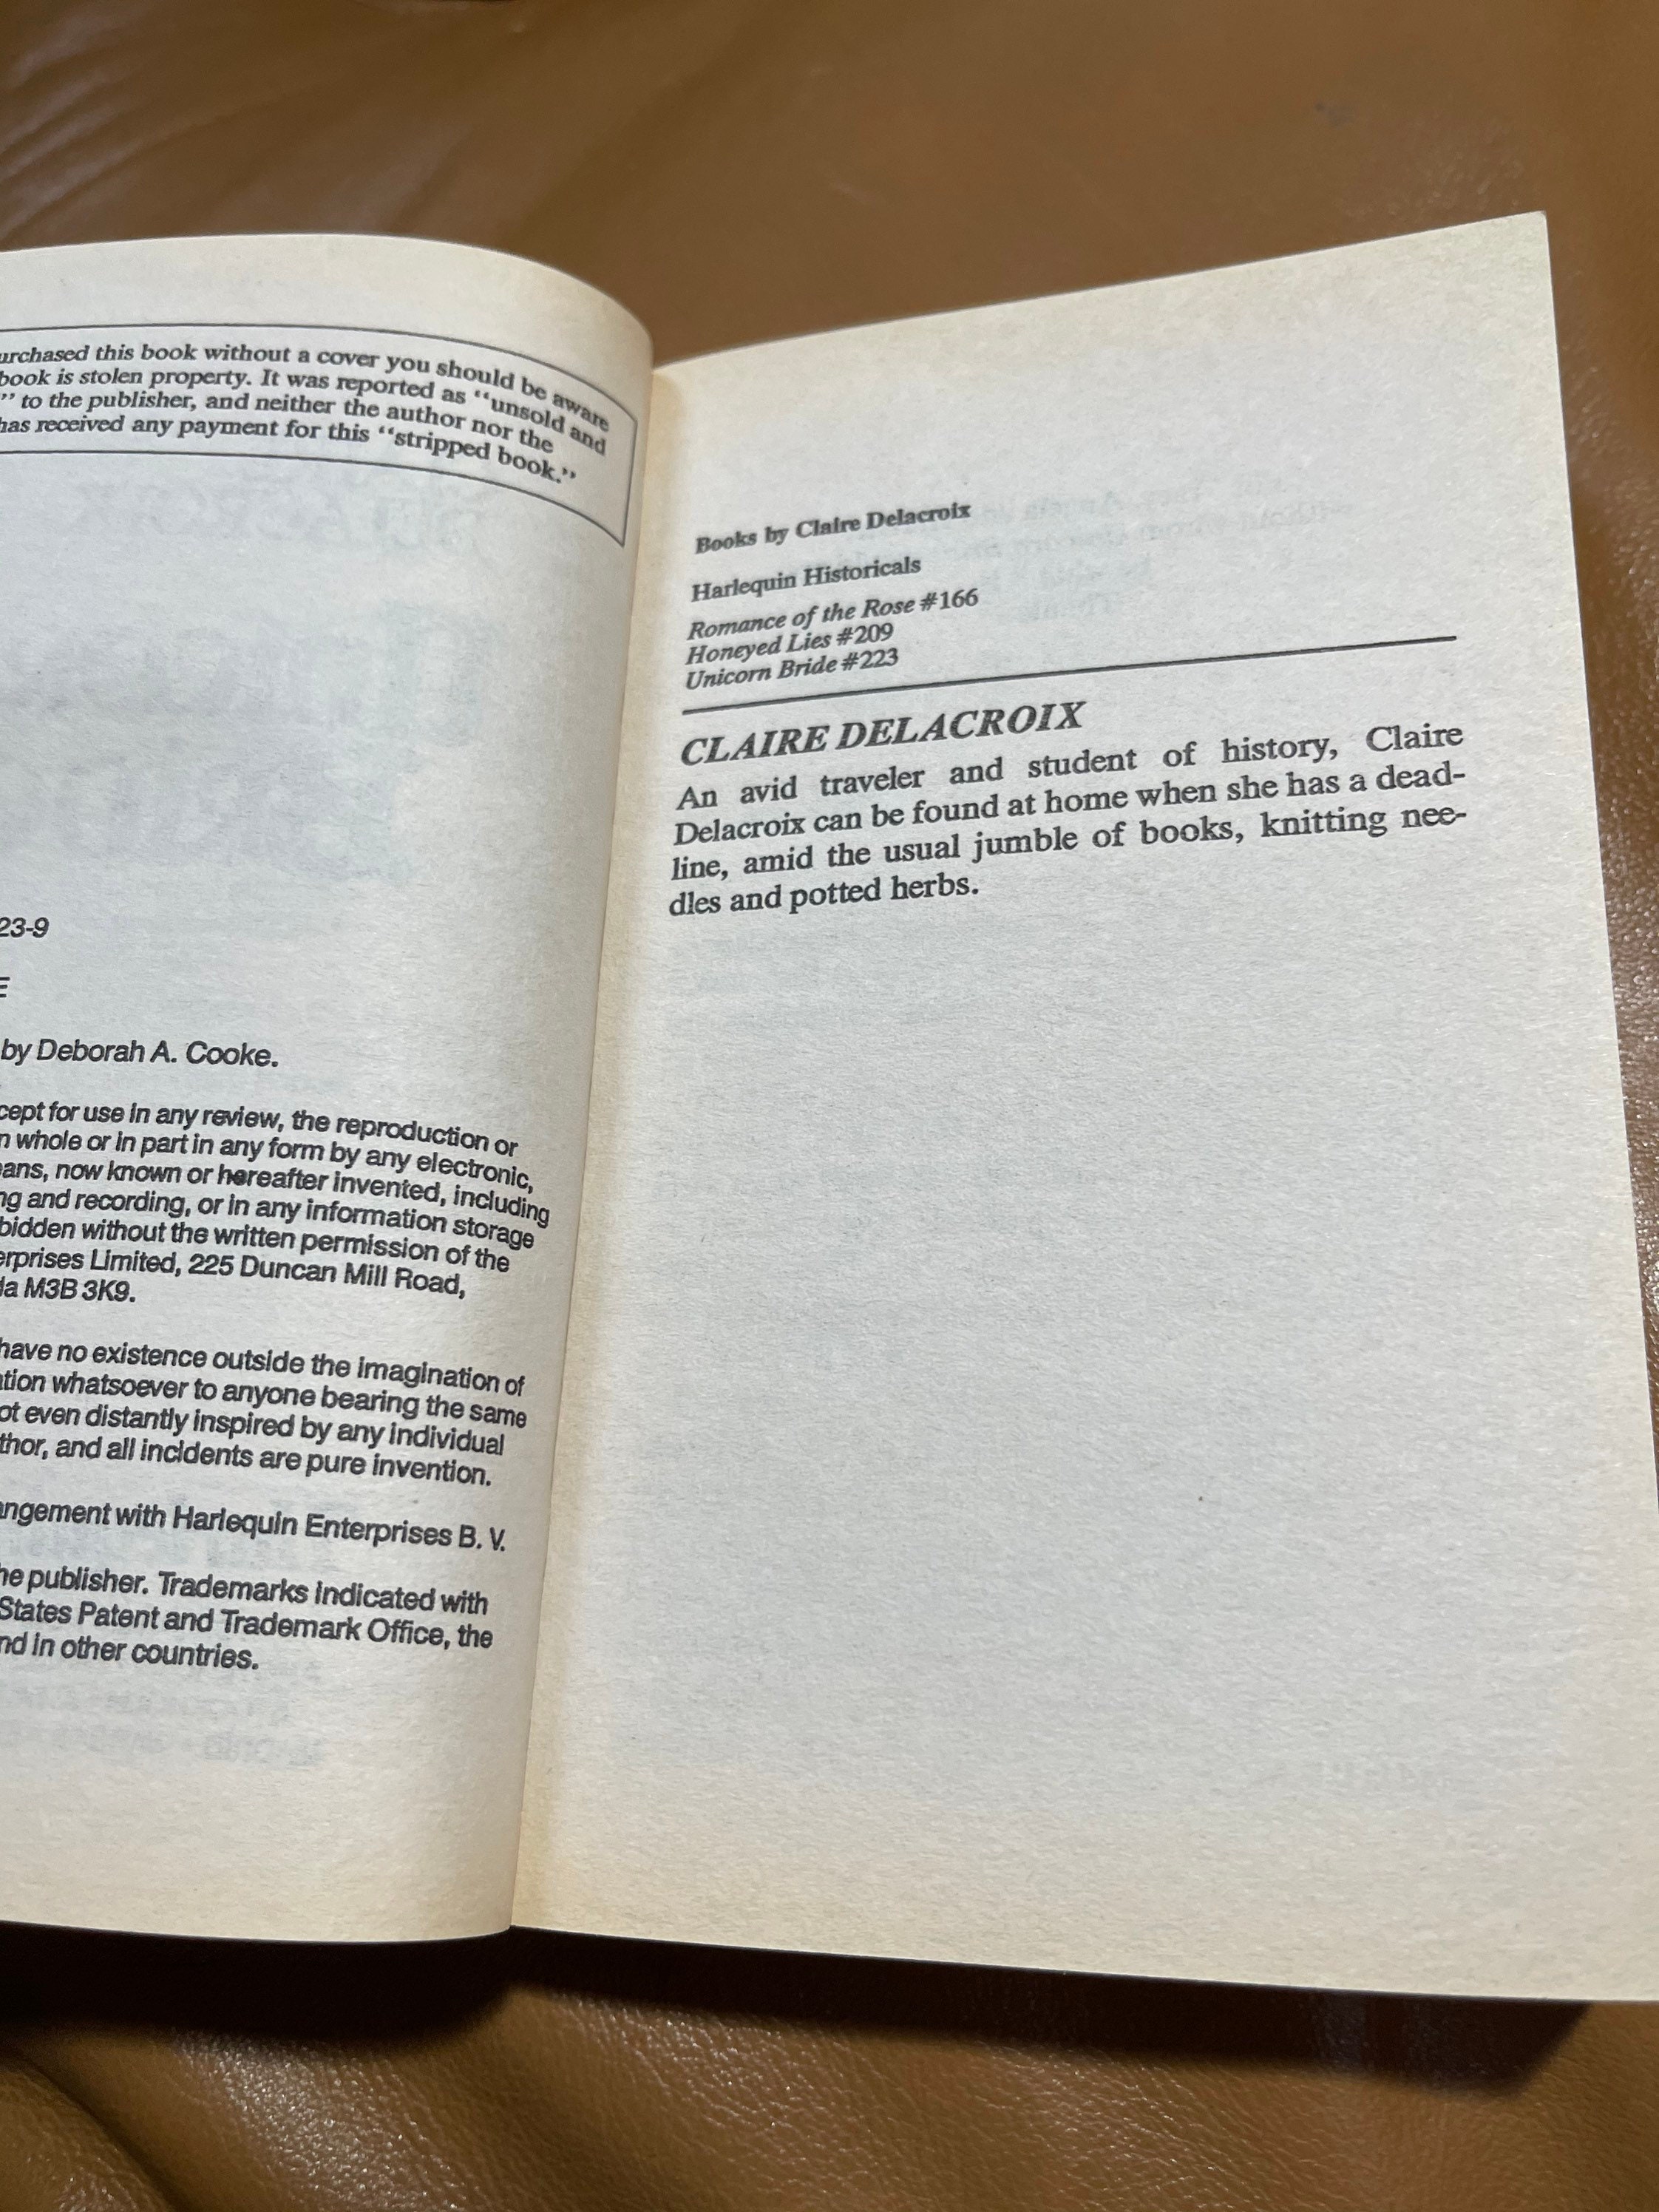 urchased this book without a cover you should be aware
book is stolen property. It was reported as “unsold and
” to the publisher, and neither the author nor the
has received any payment for this “stripped book.”
23-9
E
by Deborah A. Cooke.
cept for use in any review, the reproduction or
n whole or in part in any form by any electronic,
eans, now known or hereafter invented, including
ng and recording, or in any information storage
bidden without the written permission of the
erprises Limited, 225 Duncan Mill Road,
da M3B 3K9.
have no existence outside the imagination of
ation whatsoever to anyone bearing the same
ot even distantly inspired by any individual
thor, and all incidents are pure invention.
angement with Harlequin Enterprises B. V.
he publisher. Trademarks indicated with
States Patent and Trademark Office, the
nd in other countries.
Books by Claire Delacroix
Harlequin Historicals
Romance of the Rose #166
Honeyed Lies #209
Unicorn Bride #223
CLAIRE DELACROIX
An avid traveler and student of history, Claire
Delacroix can be found at home when she has a dead-
line, amid the usual jumble of books, knitting nee-
dles and potted herbs.